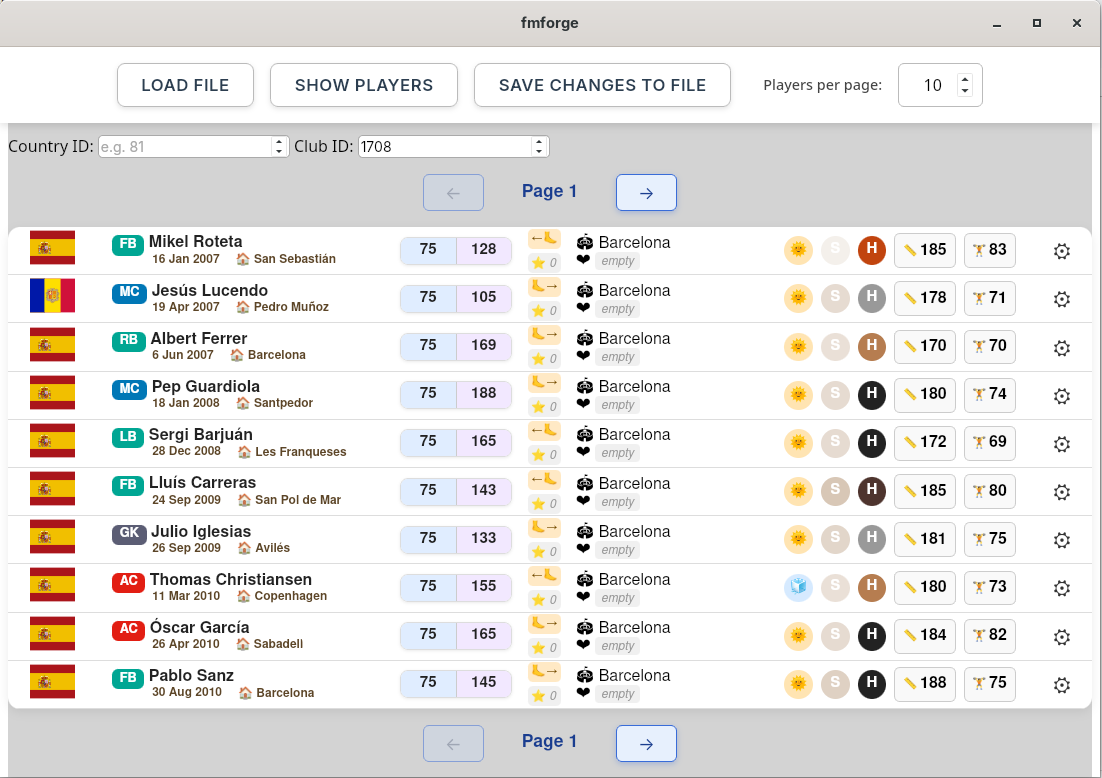 fmforge
LOAD FILE SHOW PLAYERS SAVE CHANGES TO FILE Players per page: 10
Country ID: e.g. 81 Club ID: 1708
← Page 1 →
FB Mikel Roteta 75 128 ← Barcelona S H 185 83
16 Jan 2007 San Sebastián 0 empty
MC Jesús Lucendo 75 105 → Barcelona S H 178 71
19 Apr 2007 Pedro Muñoz 0 empty
RB Albert Ferrer 75 169 → Barcelona S H 170 70
6 Jun 2007 Barcelona 0 empty
MC Pep Guardiola 75 188 → Barcelona S H 180 74
18 Jan 2008 Santpedor 0 empty
LB Sergi Barjuán 75 165 ← Barcelona S H 172 69
28 Dec 2008 Les Franqueses 0 empty
FB Lluís Carreras 75 143 ← Barcelona S H 185 80
24 Sep 2009 San Pol de Mar 0 empty
GK Julio Iglesias 75 133 → Barcelona S H 181 75
26 Sep 2009 Avilés 0 empty
AC Thomas Christiansen 75 155 ← Barcelona S H 180 73
11 Mar 2010 Copenhagen 0 empty
AC Óscar García 75 165 → Barcelona S H 184 82
26 Apr 2010 Sabadell 0 empty
FB Pablo Sanz 75 145 → Barcelona S H 188 75
30 Aug 2010 Barcelona 0 empty
← Page 1 →